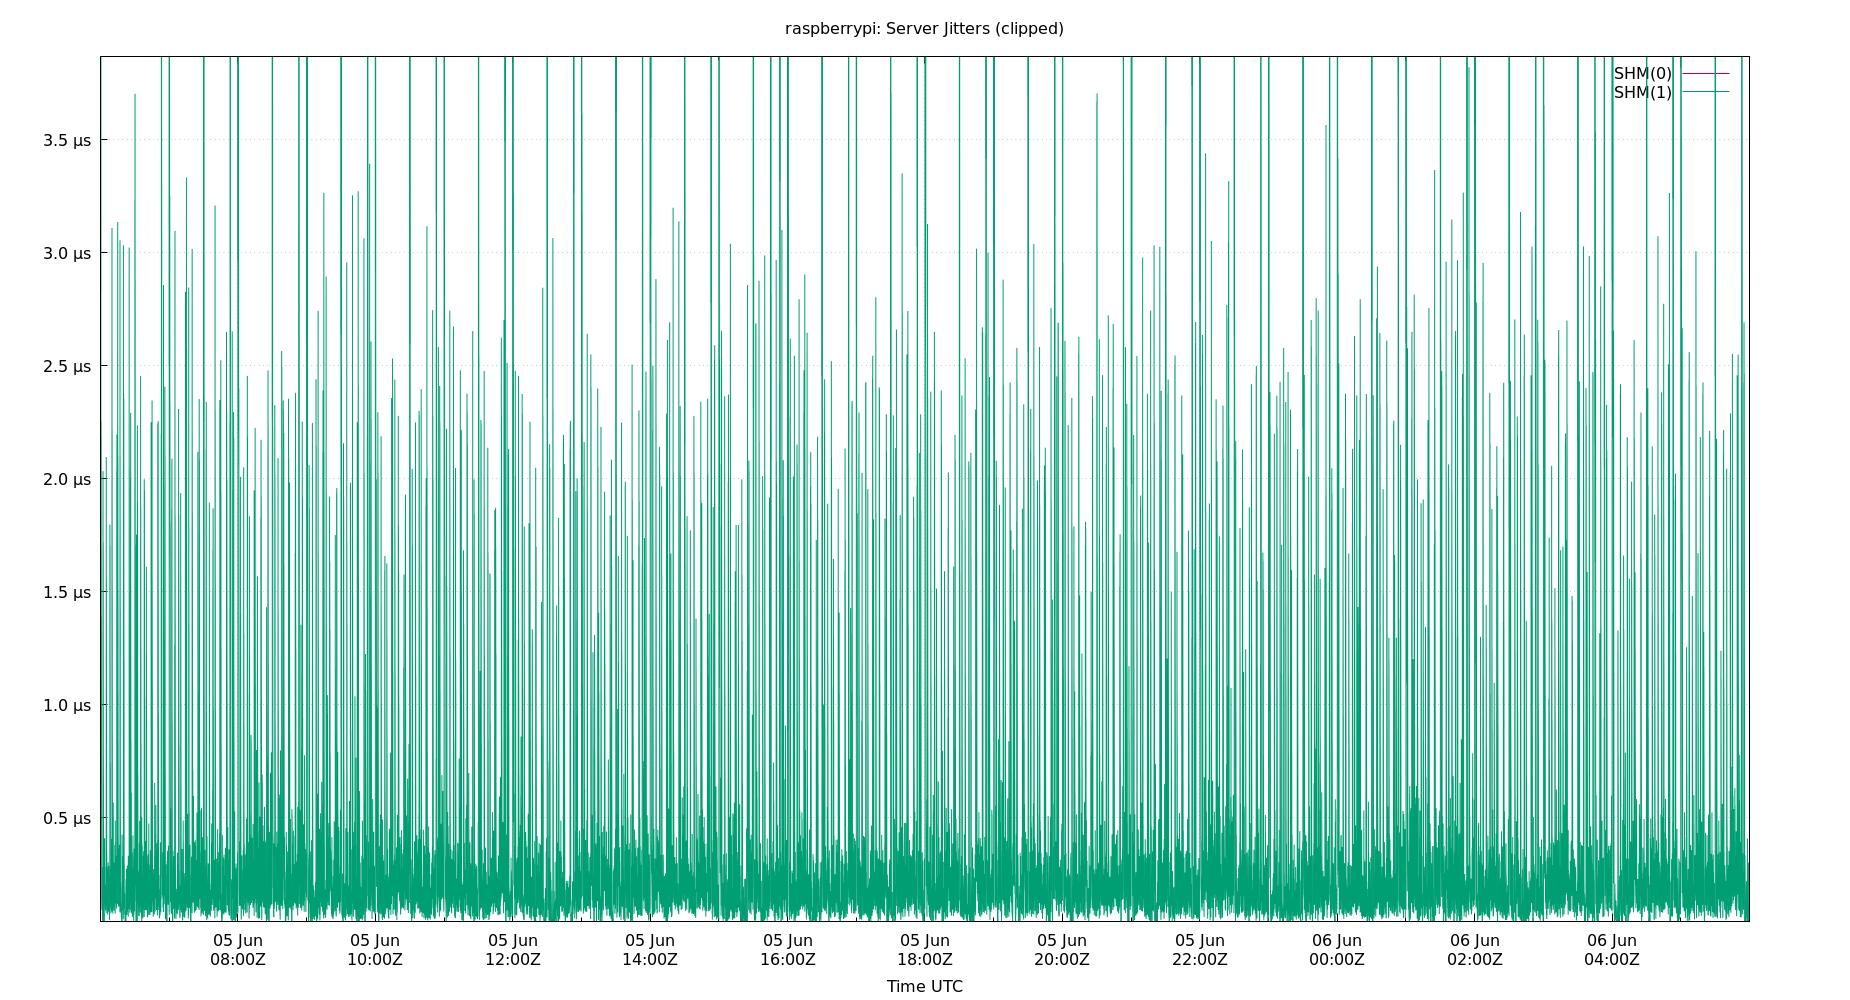 raspberrypi: Server Jitters (clipped)
SHM(0)
SHM(1)
3.5 µs
3.0 µs
2.5 µs
2.0 µs
1.5 µs
1.0 µs
0.5 µs
05 Jun 05 Jun 05 Jun 05 Jun 05 Jun 05 Jun 05 Jun 05 Jun 06 Jun 06 Jun 06 Jun
08:00Z 10:00Z 12:00Z 14:00Z 16:00Z 18:00Z 20:00Z 22:00Z 00:00Z 02:00Z 04:00Z
Time UTC